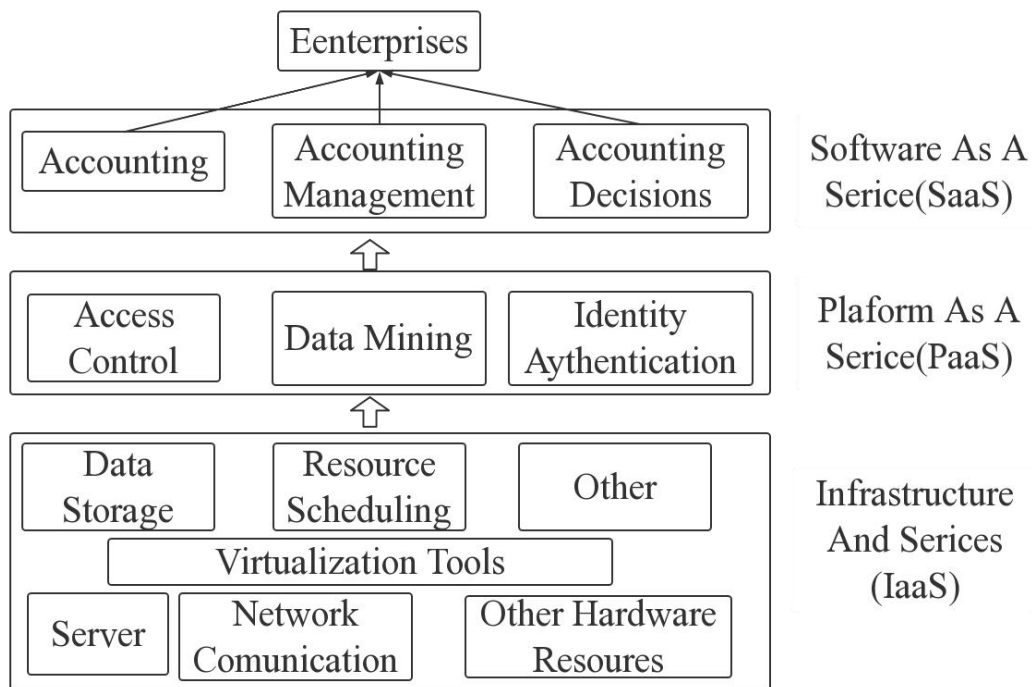 Eenterprises
Accounting
Accounting
Management
Accounting
Decisions
Software As A
Serice(SaaS)
Access
Control
Data Mining
Identity
Aythentication
Plaform As A
Serice(PaaS)
Data
Storage
Resource
Scheduling
Other
Virtualization Tools
Server
Network
Comunication
Other Hardware
Resoures
Infrastructure
And Serices
(IaaS)